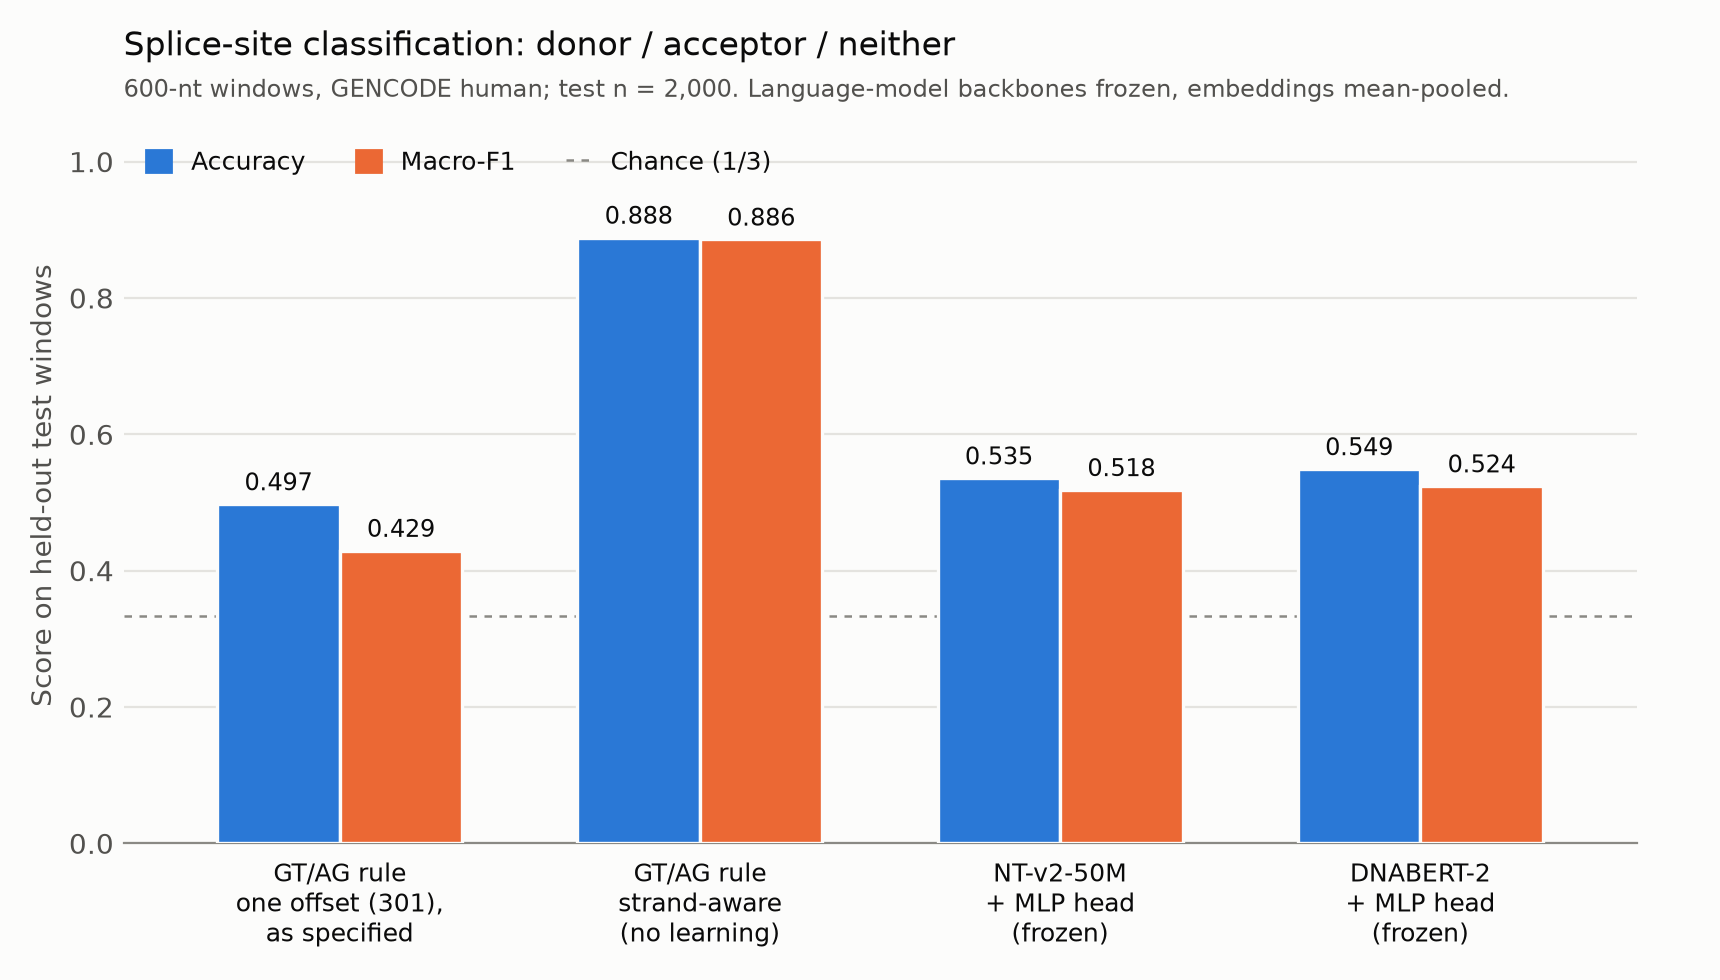 Splice-site classification: donor / acceptor / neither
600-nt windows, GENCODE human; test n = 2,000. Language-model backbones frozen, embeddings mean-pooled.
Accuracy
Macro-F1
Chance (1/3)
Score on held-out test windows
1.0
0.8
0.6
0.4
0.2
0.0
0.497
0.429
0.888
0.886
0.535
0.518
0.549
0.524
GT/AG rule
one offset (301),
as specified
GT/AG rule
strand-aware
(no learning)
NT-v2-50M
+ MLP head
(frozen)
DNABERT-2
+ MLP head
(frozen)